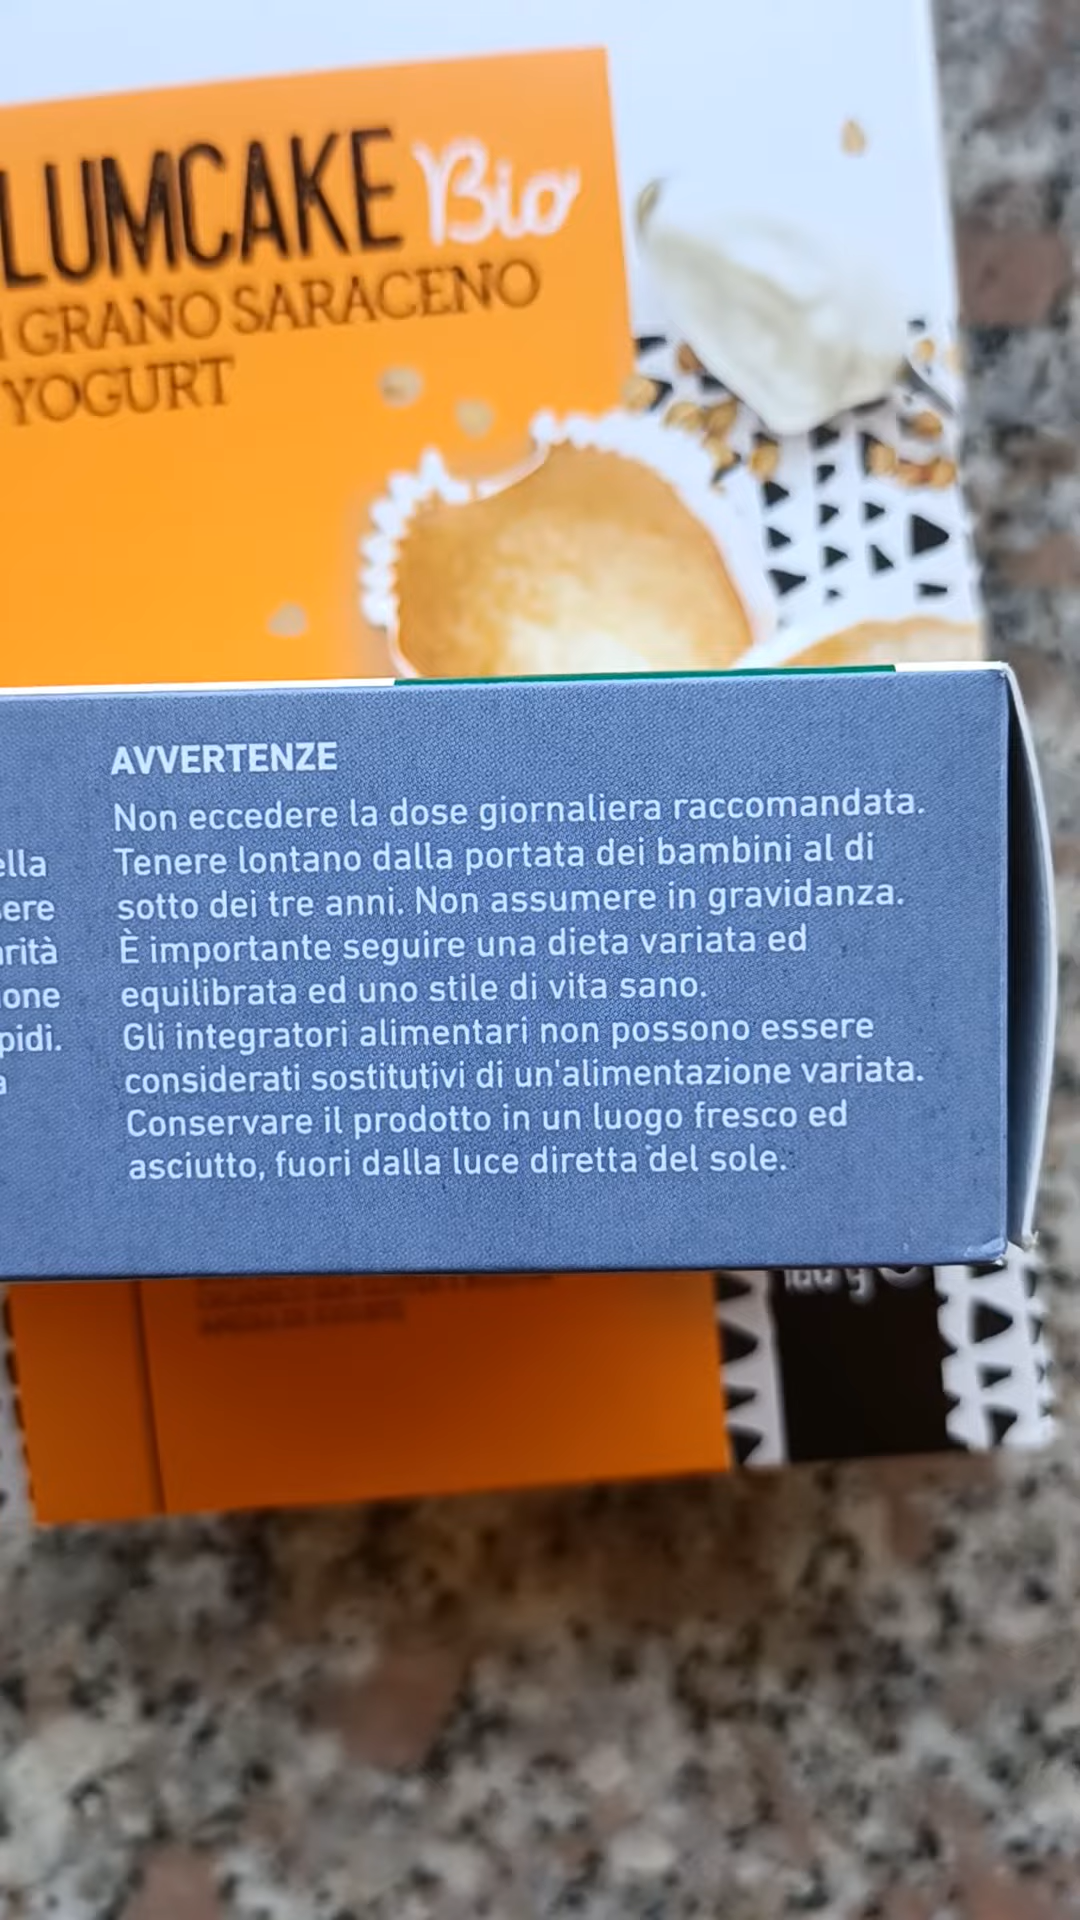 LUMCAKE Bio
GRANO SARACENO
YOGURT
AVVERTENZE
Non eccedere la dose giornaliera raccomandata.
Tenere lontano dalla portata dei bambini al di
sotto dei tre anni. Non assumere in gravidanza.
È importante seguire una dieta variata ed
equilibrata ed uno stile di vita sano.
Gli integratori alimentari non possono essere
considerati sostitutivi di un'alimentazione variata.
Conservare il prodotto in un luogo fresco ed
asciutto, fuori dalla luce diretta del sole.